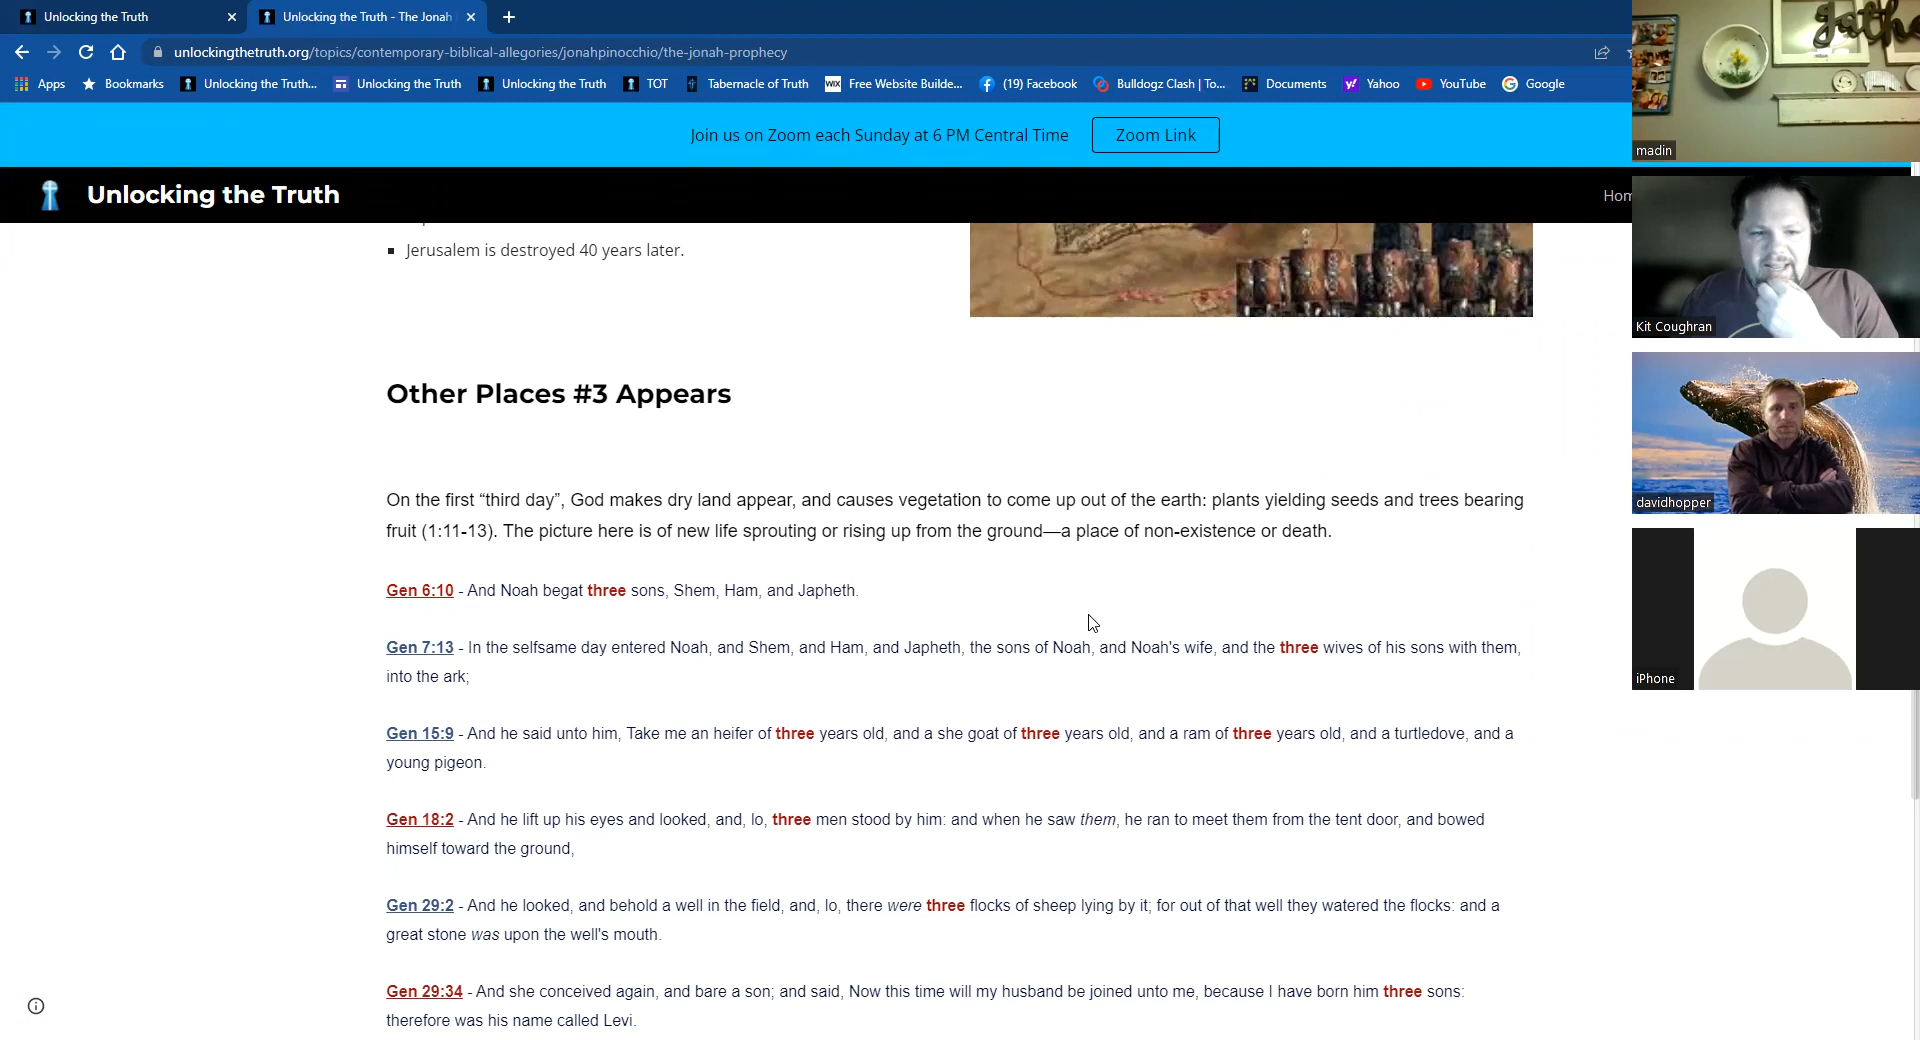 Unlocking the Truth
Unlocking the Truth - The Jonah
unlockingthetruth.org/topics/contemporary-biblical-allegories/jonahpinocchio/the-jonah-prophecy
Apps Bookmarks Unlocking the Truth... Unlocking the Truth Unlocking the Truth TOT Tabernacle of Truth WIX Free Website Builde... (19) Facebook Bulldogz Clash | To... Documents Yahoo YouTube Google
Join us on Zoom each Sunday at 6 PM Central Time Zoom Link
Unlocking the Truth
Hom
▪ Jerusalem is destroyed 40 years later.
Other Places #3 Appears
On the first “third day”, God makes dry land appear, and causes vegetation to come up out of the earth: plants yielding seeds and trees bearing
fruit (1:11-13). The picture here is of new life sprouting or rising up from the ground—a place of non-existence or death.
Gen 6:10 - And Noah begat three sons, Shem, Ham, and Japheth.
Gen 7:13 - In the selfsame day entered Noah, and Shem, and Ham, and Japheth, the sons of Noah, and Noah's wife, and the three wives of his sons with them,
into the ark;
Gen 15:9 - And he said unto him, Take me an heifer of three years old, and a she goat of three years old, and a ram of three years old, and a turtledove, and a
young pigeon.
Gen 18:2 - And he lift up his eyes and looked, and, lo, three men stood by him: and when he saw them, he ran to meet them from the tent door, and bowed
himself toward the ground,
Gen 29:2 - And he looked, and behold a well in the field, and, lo, there were three flocks of sheep lying by it; for out of that well they watered the flocks: and a
great stone was upon the well's mouth.
Gen 29:34 - And she conceived again, and bare a son; and said, Now this time will my husband be joined unto me, because I have born him three sons:
therefore was his name called Levi.
gathe
madin
Kit Coughran
davidhopper
iPhone